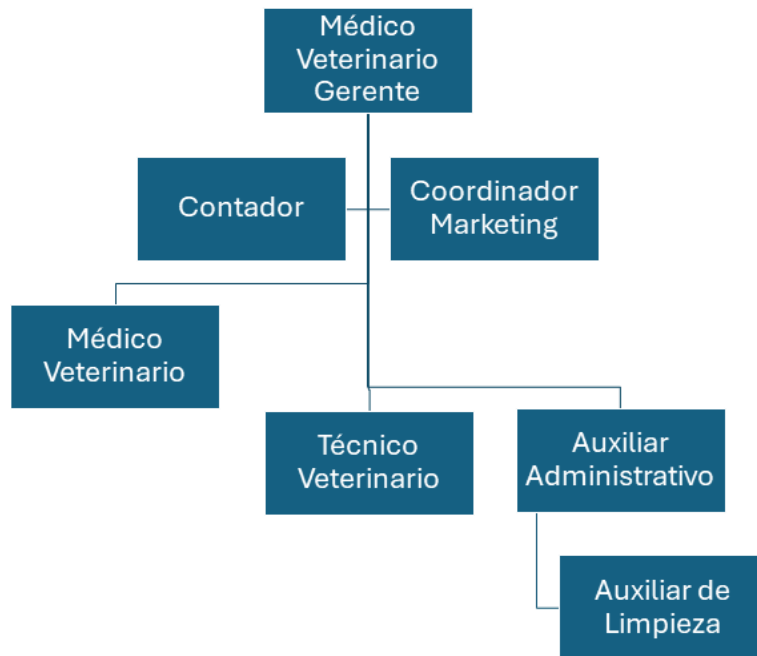 Médico
Veterinario
Gerente
Contador
Coordinador
Marketing
Médico
Veterinario
Técnico
Veterinario
Auxiliar
Administrativo
Auxiliar de
Limpieza